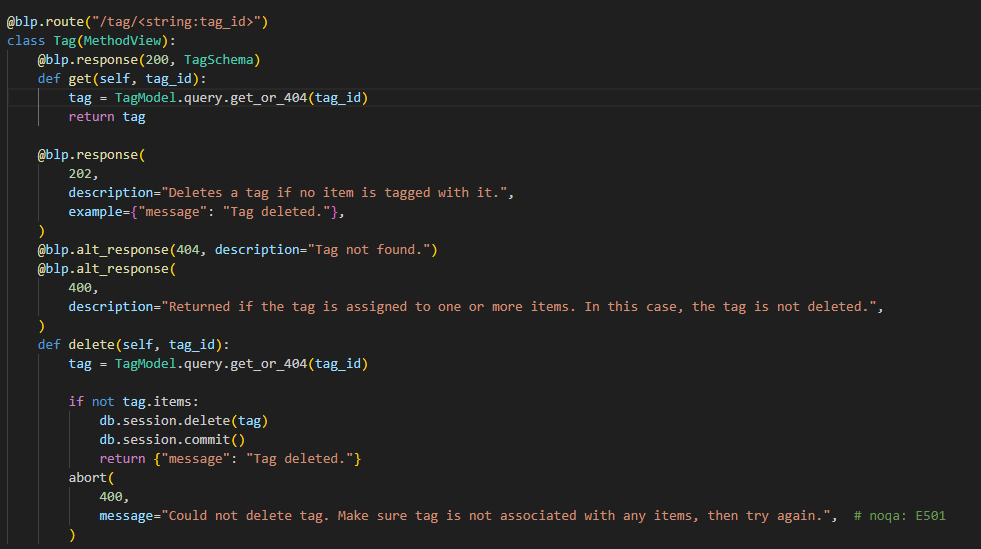 @blp.route("/tag/<string:tag_id>")
class Tag(MethodView):
    @blp.response(200, TagSchema)
    def get(self, tag_id):
        tag = TagModel.query.get_or_404(tag_id)
        return tag

    @blp.response(
        202,
        description="Deletes a tag if no item is tagged with it.",
        example={"message": "Tag deleted."},
    )
    @blp.alt_response(404, description="Tag not found.")
    @blp.alt_response(
        400,
        description="Returned if the tag is assigned to one or more items. In this case, the tag is not deleted.",
    )
    def delete(self, tag_id):
        tag = TagModel.query.get_or_404(tag_id)

        if not tag.items:
            db.session.delete(tag)
            db.session.commit()
            return {"message": "Tag deleted."}
        abort(
            400,
            message="Could not delete tag. Make sure tag is not associated with any items, then try again.",  # noqa: E501
        )